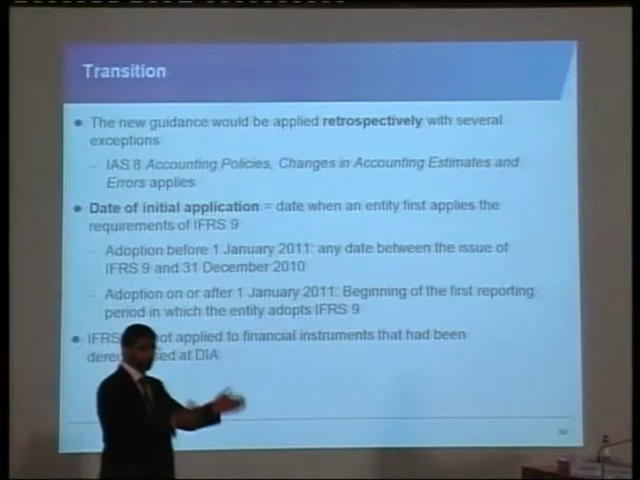 Transition
The new guidance would be applied retrospectively with several
exceptions
– IAS 8 Accounting Policies, Changes in Accounting Estimates and
Errors applies
Date of initial application = date when an entity first applies the
requirements of IFRS 9
– Adoption before 1 January 2011: any date between the issue of
IFRS 9 and 31 December 2010
– Adoption on or after 1 January 2011: Beginning of the first reporting
period in which the entity adopts IFRS 9
IFRS applied to financial instruments that had been
at DIA